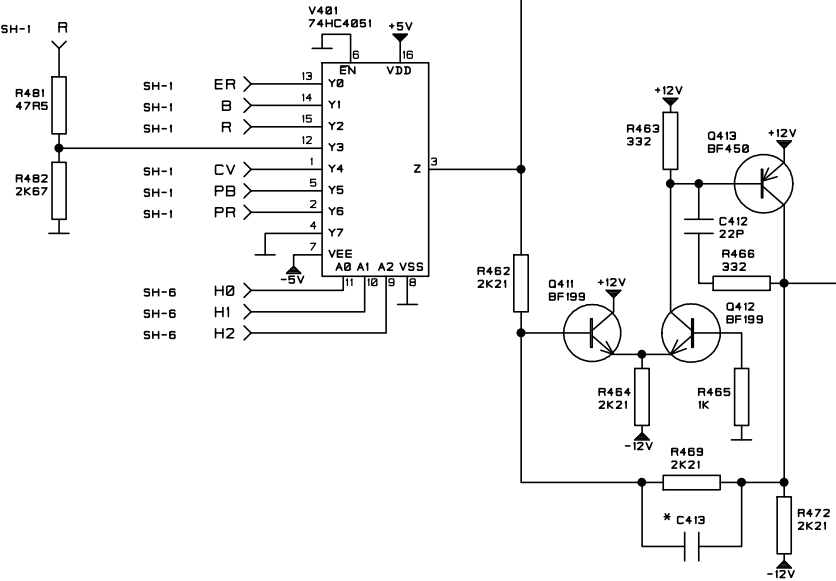 SH-1 R
V401
74HC4051
+5V
6 16
EN VDD
R481
47R5
SH-1 ER 13 Y0
SH-1 B 14 Y1
SH-1 R 15 Y2
12 Y3
SH-1 CV 1 Y4
SH-1 PB 5 Y5
SH-1 PR 2 Y6
4 Y7
7 VEE
Z 3
R482
2K67
-5V
A0 A1 A2 VSS
11 10 9 8
SH-6 H0
SH-6 H1
SH-6 H2
+12V
R463
332
Q413
BF450
+12V
C412
22P
R466
332
R462
2K21
Q411
BF199
+12V
Q412
BF199
R464
2K21
-12V
R465
1K
R469
2K21
* C413
R472
2K21
-12V